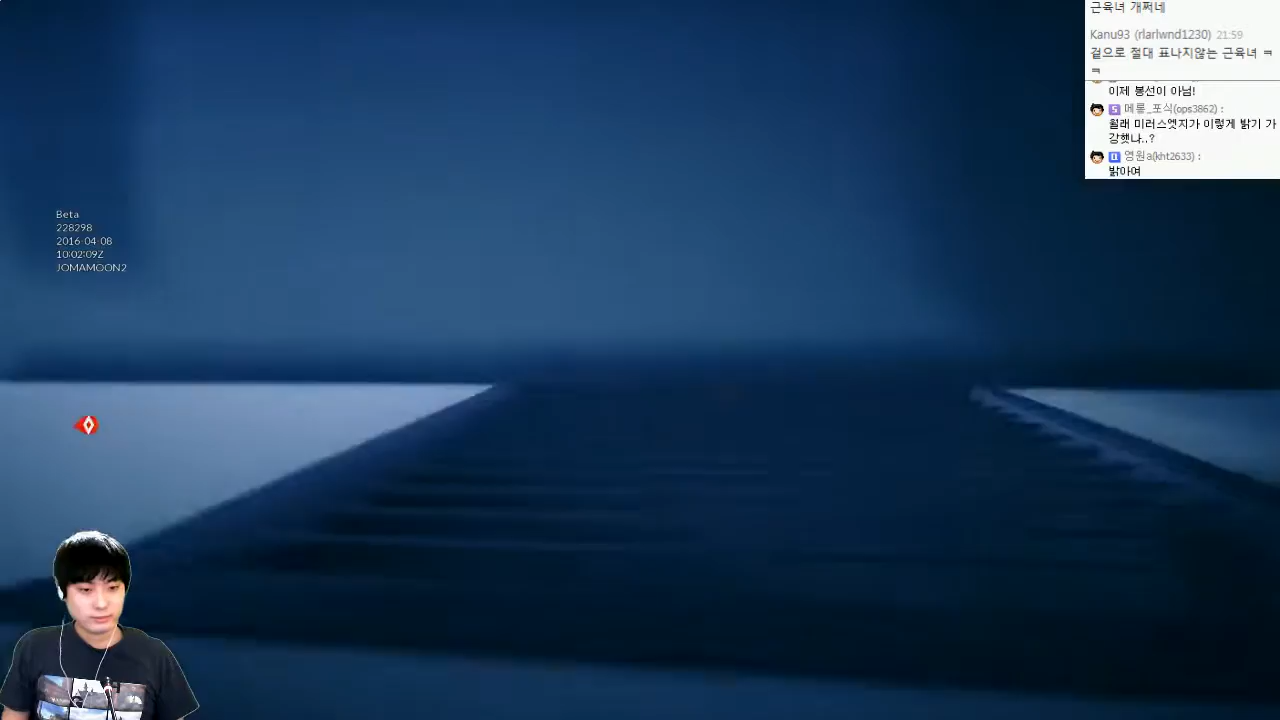 근육녀 개쩌네
Kanu93 (rlarlwnd1230) 21:59
겉으로 절대 표나지않는 근육녀 ㅋ
ㅋ
이제 봉선이 아님!
메롱_포식(ops3862) :
월래 미러스엣지가 이렇게 밝기 가
강햇나..?
영원a(kht2633) :
밝아여
Beta
228298
2016-04-08
10:02:09Z
JOMAMOON2